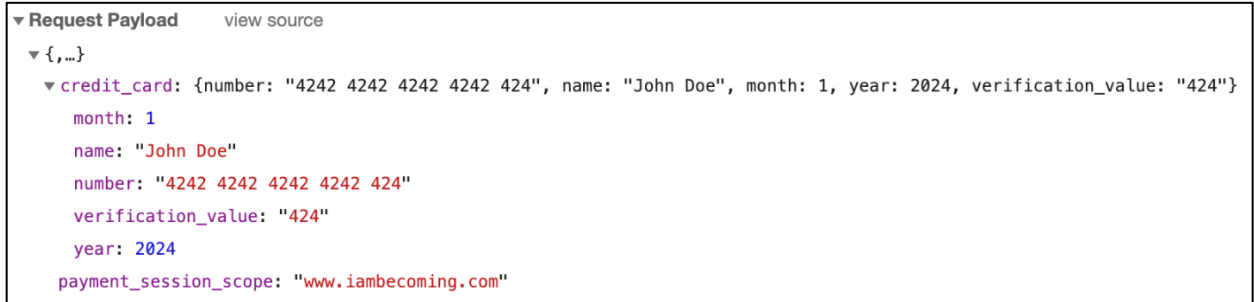 ▼ Request Payload view source
▼ {,…}
▼ credit_card: {number: "4242 4242 4242 4242 424", name: "John Doe", month: 1, year: 2024, verification_value: "424"}
month: 1
name: "John Doe"
number: "4242 4242 4242 4242 424"
verification_value: "424"
year: 2024
payment_session_scope: "www.iambecoming.com"